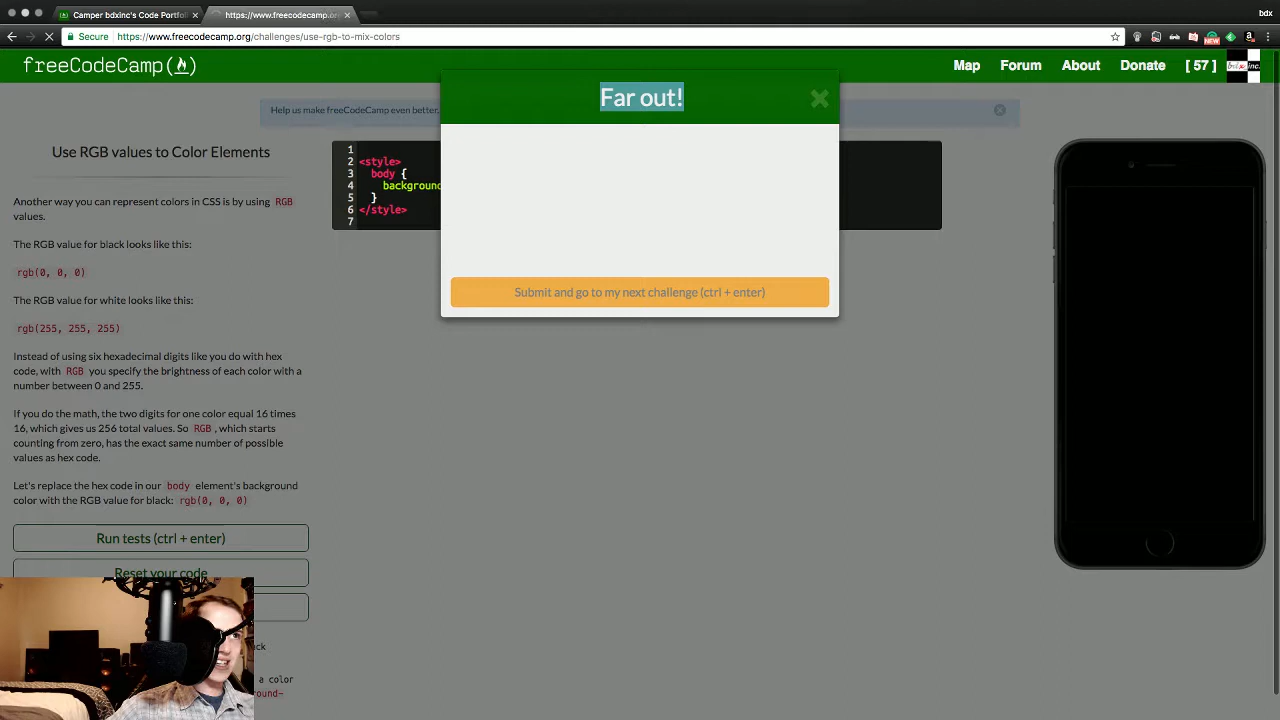 Camper bdxinc's Code Portfoli
https://www.freecodecamp.org/
bdx
Secure https://www.freecodecamp.org/challenges/use-rgb-to-mix-colors
NEW
freeCodeCamp
Map Forum About Donate [ 57 ]
bdx inc.
Far out!
Help us make freeCodeCamp even better.
Use RGB values to Color Elements
Another way you can represent colors in CSS is by using RGB
values.
The RGB value for black looks like this:
rgb(0, 0, 0)
The RGB value for white looks like this:
rgb(255, 255, 255)
Instead of using six hexadecimal digits like you do with hex
code, with RGB you specify the brightness of each color with a
number between 0 and 255.
If you do the math, the two digits for one color equal 16 times
16, which gives us 256 total values. So RGB , which starts
counting from zero, has the exact same number of possible
values as hex code.
Let's replace the hex code in our body element's background
color with the RGB value for black: rgb(0, 0, 0)
Run tests (ctrl + enter)
Reset your code
ack
a color
ound-
1
2 <style>
3 body {
4 background
5 }
6 </style>
7
Submit and go to my next challenge (ctrl + enter)